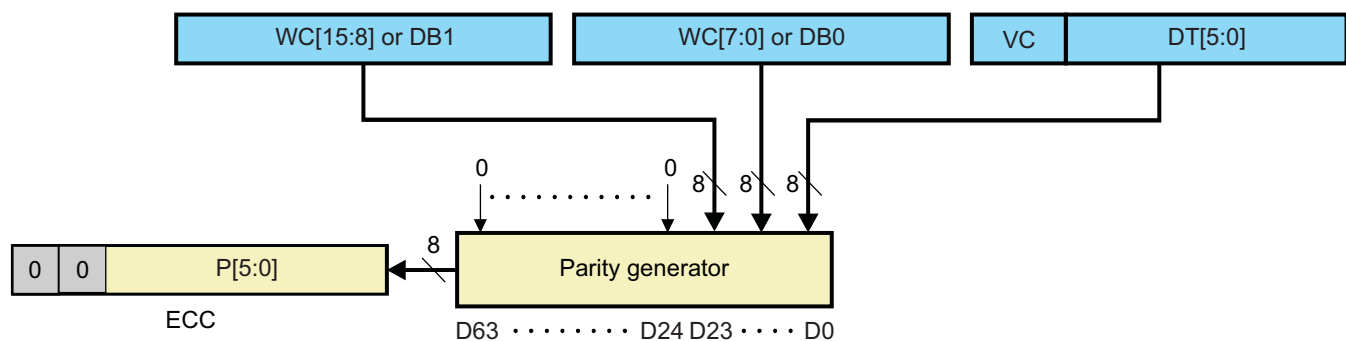 WC[15:8] or DB1
WC[7:0] or DB0
VC
DT[5:0]
0
0
8
8
8
0
0
P[5:0]
8
Parity generator
ECC
D63 · · · · · · · · D24 D23 · · · · D0